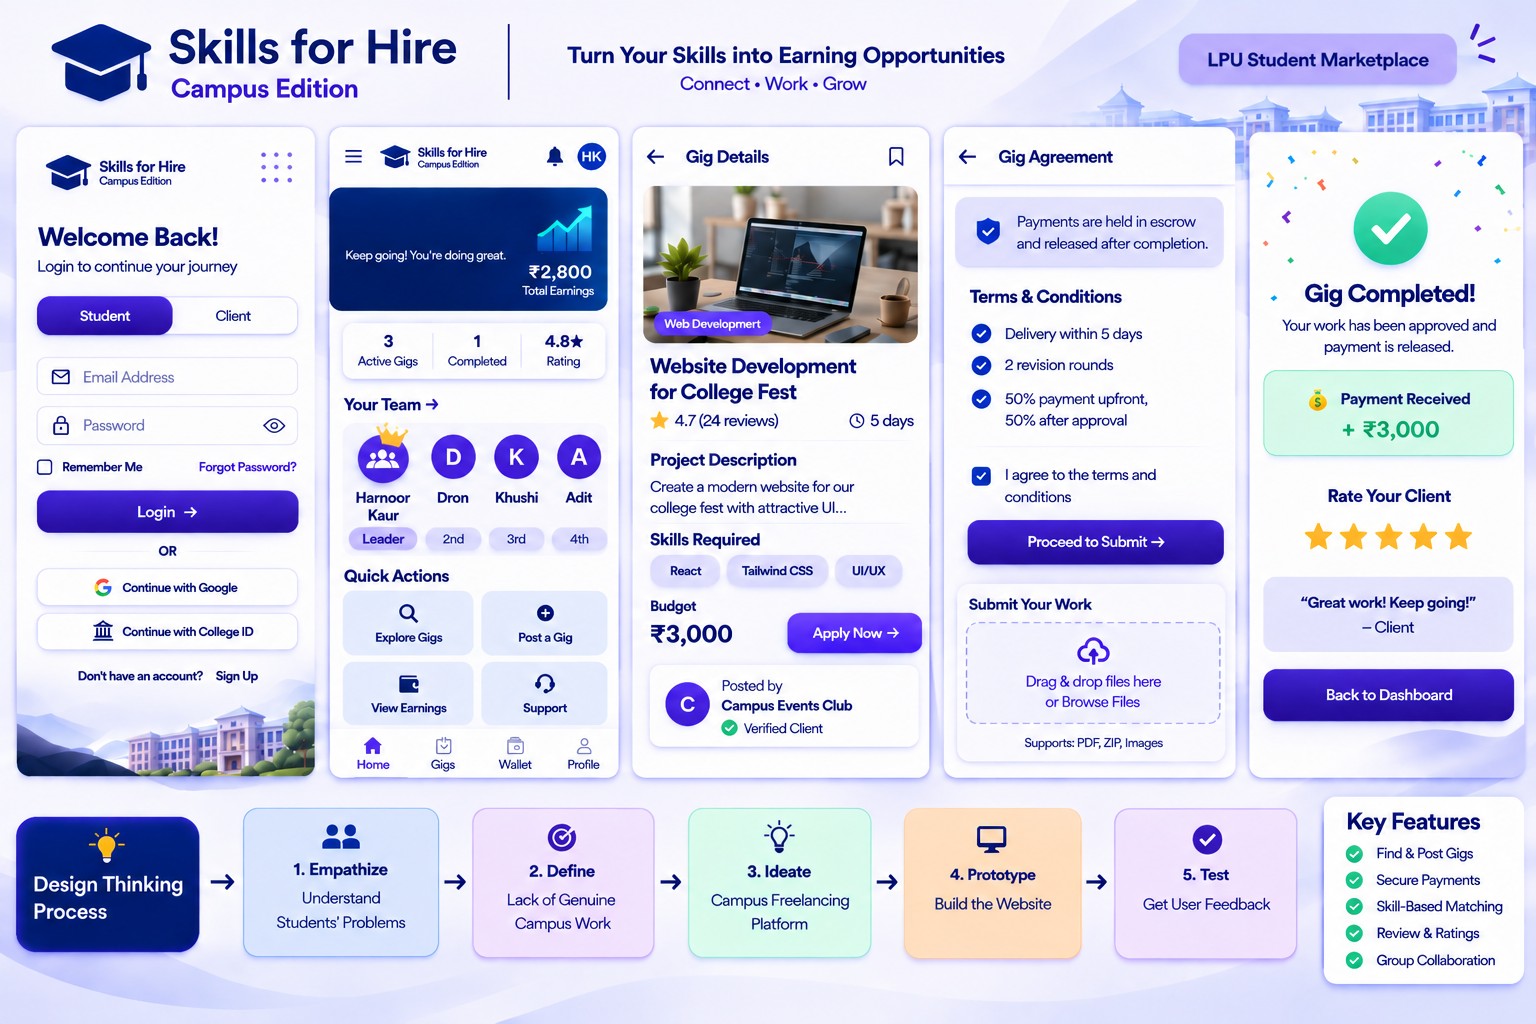 Skills for Hire
Campus Edition
Turn Your Skills into Earning Opportunities
Connect • Work • Grow
LPU Student Marketplace
Skills for Hire
Campus Edition
Welcome Back!
Login to continue your journey
Student
Client
Email Address
Password
Remember Me
Forgot Password?
Login →
OR
Continue with Google
Continue with College ID
Don't have an account? Sign Up
Skills for Hire
Campus Edition
HK
Keep going! You're doing great.
₹2,800
Total Earnings
3
Active Gigs
1
Completed
4.8★
Rating
Your Team →
D
K
A
Harnoor
Kaur
Dron
Khushi
Adit
Leader
2nd
3rd
4th
Quick Actions
Explore Gigs
Post a Gig
View Earnings
Support
Home
Gigs
Wallet
Profile
← Gig Details
Web Developmert
Website Development
for College Fest
4.7 (24 reviews)
5 days
Project Description
Create a modern website for our
college fest with attractive UI...
Skills Required
React
Tailwind CSS
UI/UX
Budget
₹3,000
Apply Now →
C
Posted by
Campus Events Club
Verified Client
← Gig Agreement
Payments are held in escrow
and released after completion.
Terms & Conditions
Delivery within 5 days
2 revision rounds
50% payment upfront,
50% after approval
I agree to the terms and
conditions
Proceed to Submit →
Submit Your Work
Drag & drop files here
or Browse Files
Supports: PDF, ZIP, Images
Gig Completed!
Your work has been approved and
payment is released.
$
Payment Received
+ ₹3,000
Rate Your Client
“Great work! Keep going!”
– Client
Back to Dashboard
Design Thinking
Process
1. Empathize
Understand
Students' Problems
2. Define
Lack of Genuine
Campus Work
3. Ideate
Campus Freelancing
Platform
4. Prototype
Build the Website
5. Test
Get User Feedback
Key Features
Find & Post Gigs
Secure Payments
Skill-Based Matching
Review & Ratings
Group Collaboration